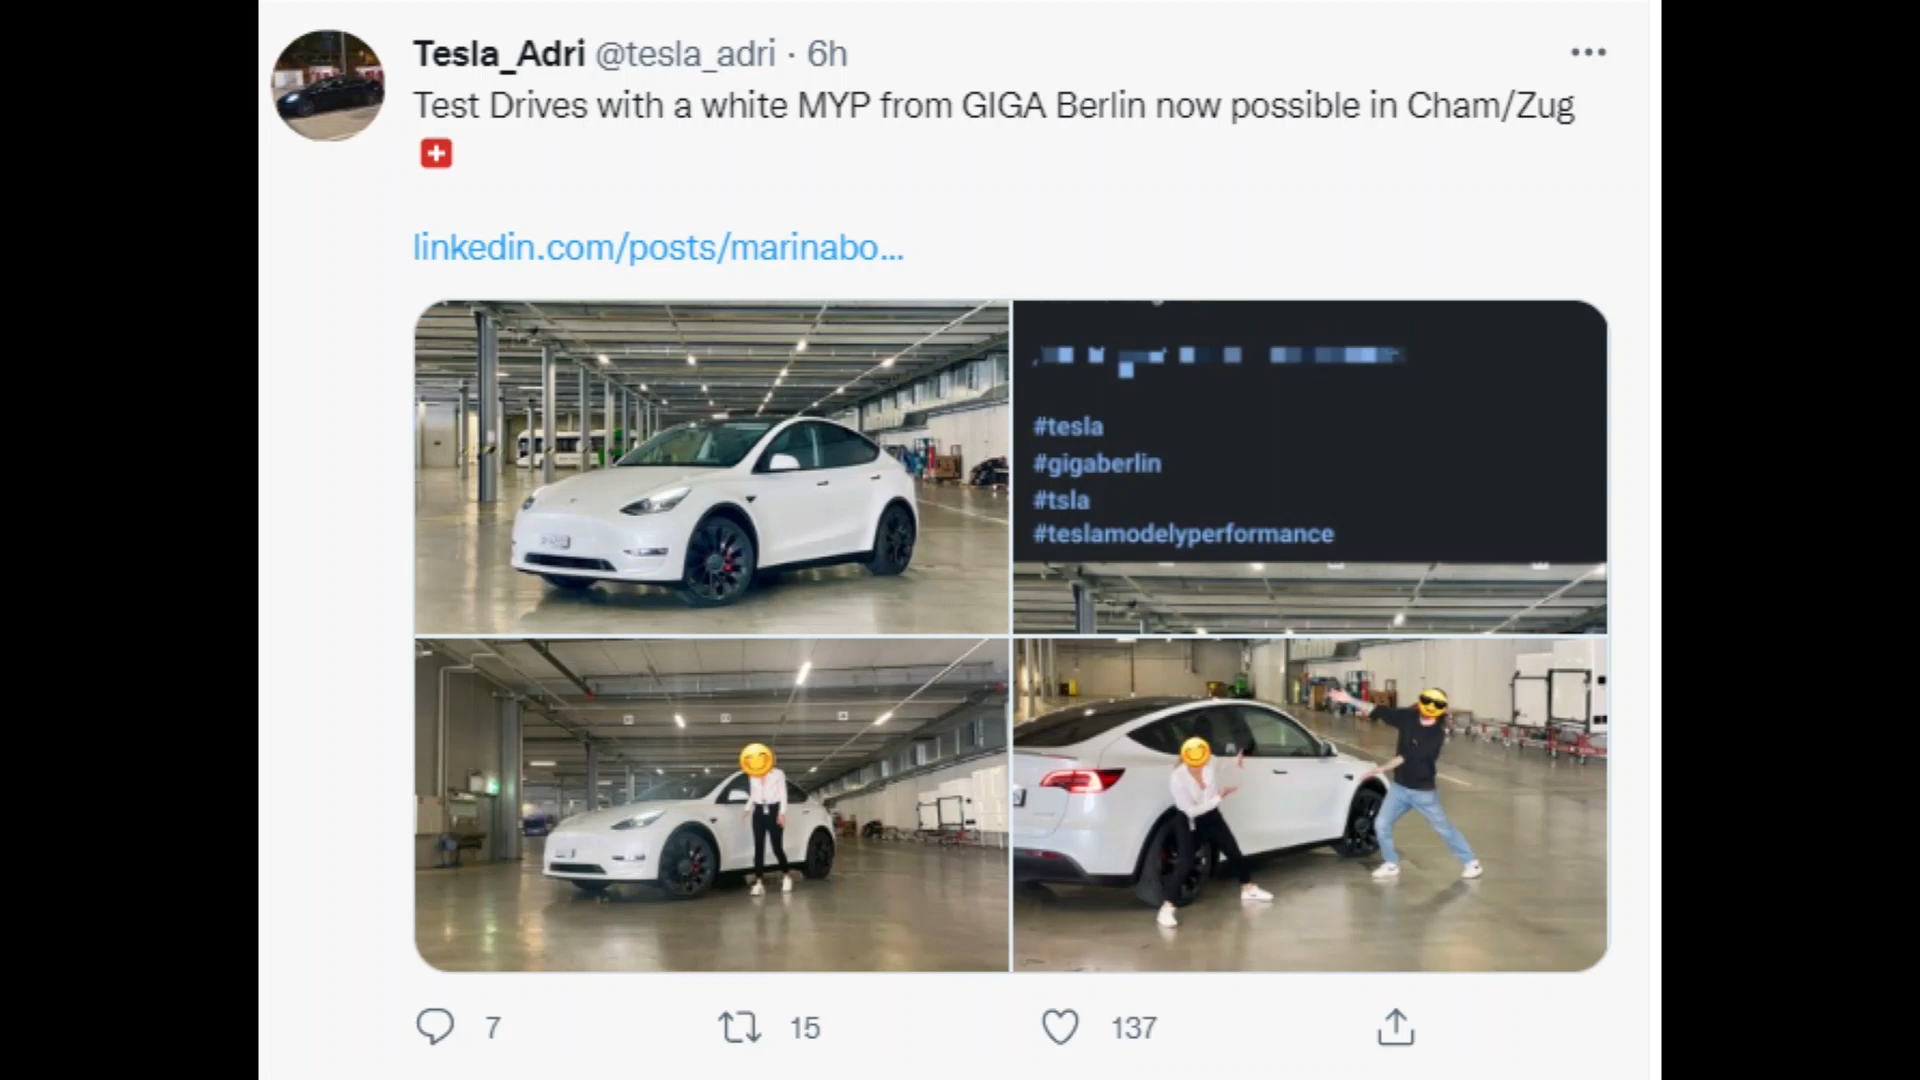 Tesla_Adri @tesla_adri · 6h
Test Drives with a white MYP from GIGA Berlin now possible in Cham/Zug
linkedin.com/posts/marinabo...
#tesla
#gigaberlin
#tsla
#teslamodelyperformance
7 15 137